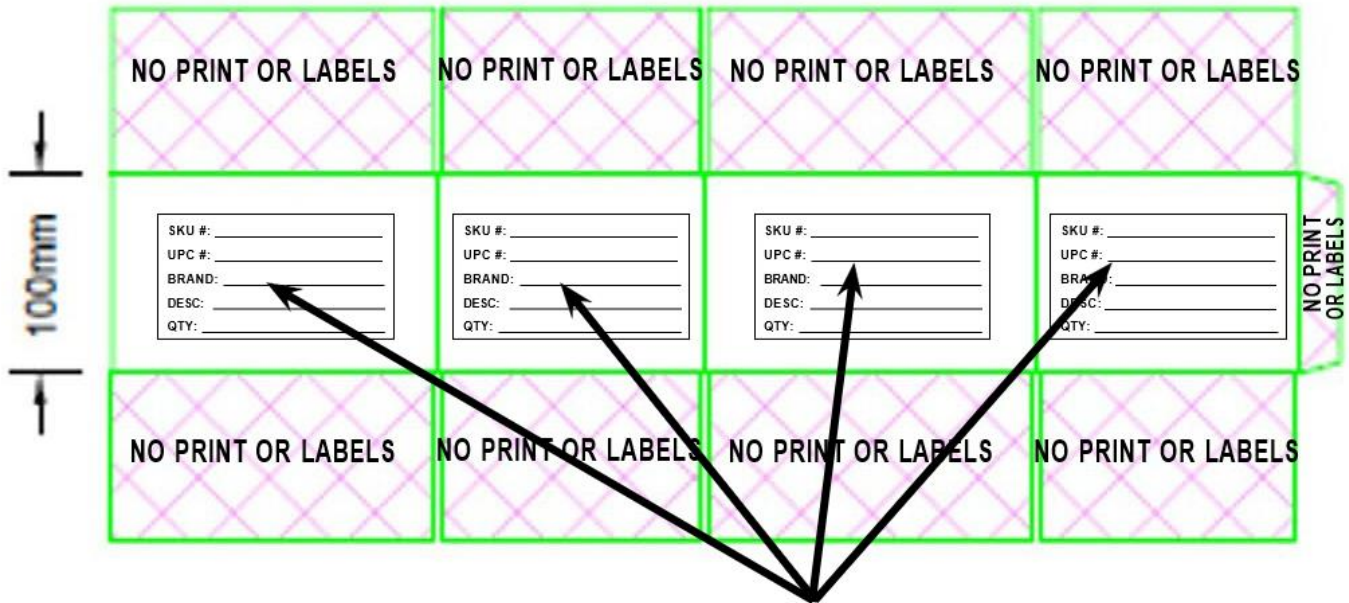 NO PRINT OR LABELS
NO PRINT OR LABELS
NO PRINT OR LABELS
NO PRINT OR LABELS
100mm
SKU #:
UPC #:
BRAND:
DESC:
QTY:
SKU #:
UPC #:
BRAND:
DESC:
QTY:
SKU #:
UPC #:
BRAND:
DESC:
QTY:
SKU #:
UPC #:
BRAND:
DESC:
QTY:
NO PRINT
OR LABELS
NO PRINT OR LABELS
NO PRINT OR LABELS
NO PRINT OR LABELS
NO PRINT OR LABELS